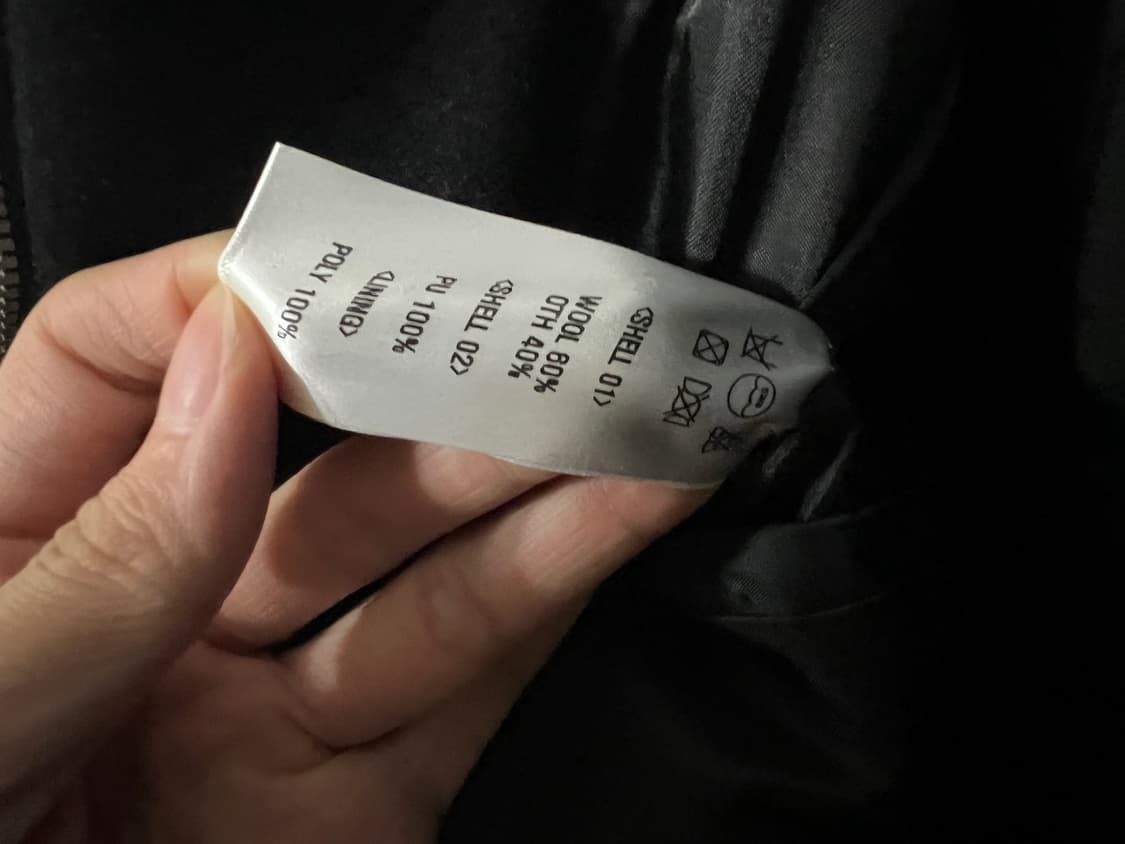 <SHELL 01>
WOOL 60%
OTH 40%
<SHELL 02>
PU 100%
<LINING>
POLY 100%